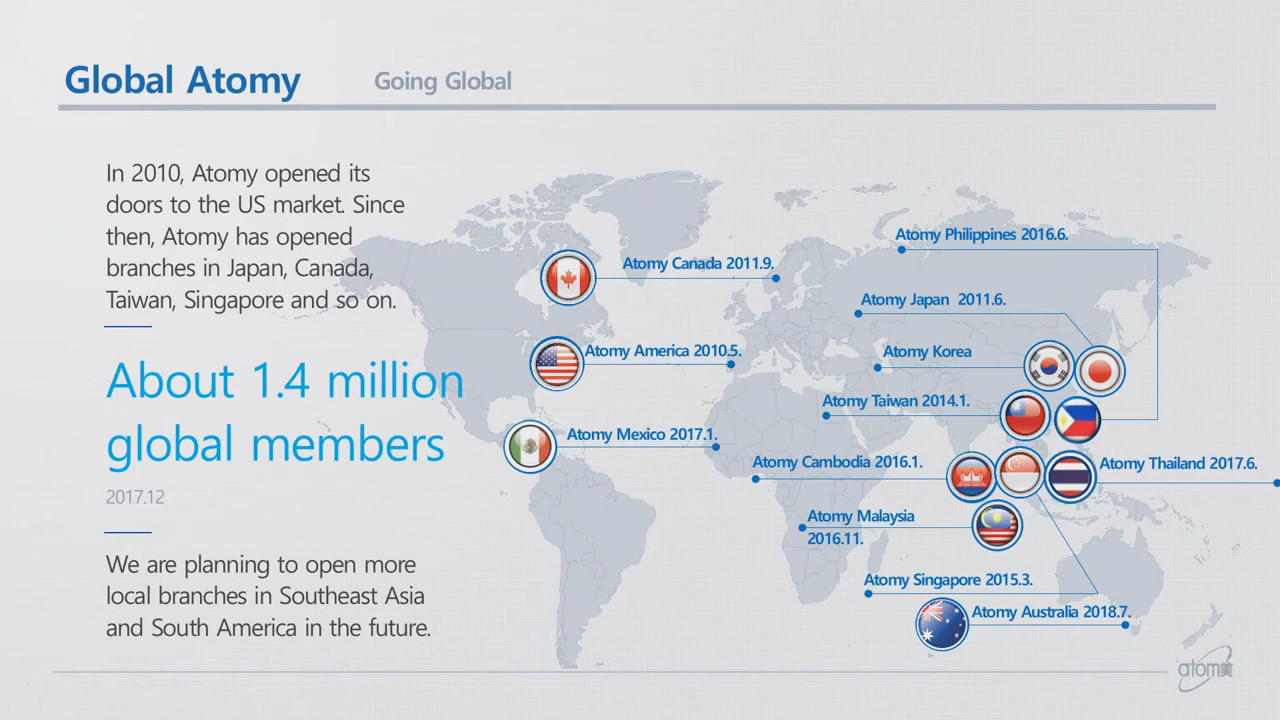 Global Atomy
Going Global
In 2010, Atomy opened its
doors to the US market. Since
then, Atomy has opened
branches in Japan, Canada,
Taiwan, Singapore and so on.
About 1.4 million
global members
2017.12
We are planning to open more
local branches in Southeast Asia
and South America in the future.
Atomy Canada 2011.9.
Atomy America 2010.5.
Atomy Mexico 2017.1.
Atomy Philippines 2016.6.
Atomy Japan 2011.6.
Atomy Korea
Atomy Taiwan 2014.1.
Atomy Cambodia 2016.1.
Atomy Thailand 2017.6.
Atomy Malaysia
2016.11.
Atomy Singapore 2015.3.
Atomy Australia 2018.7.
atom美